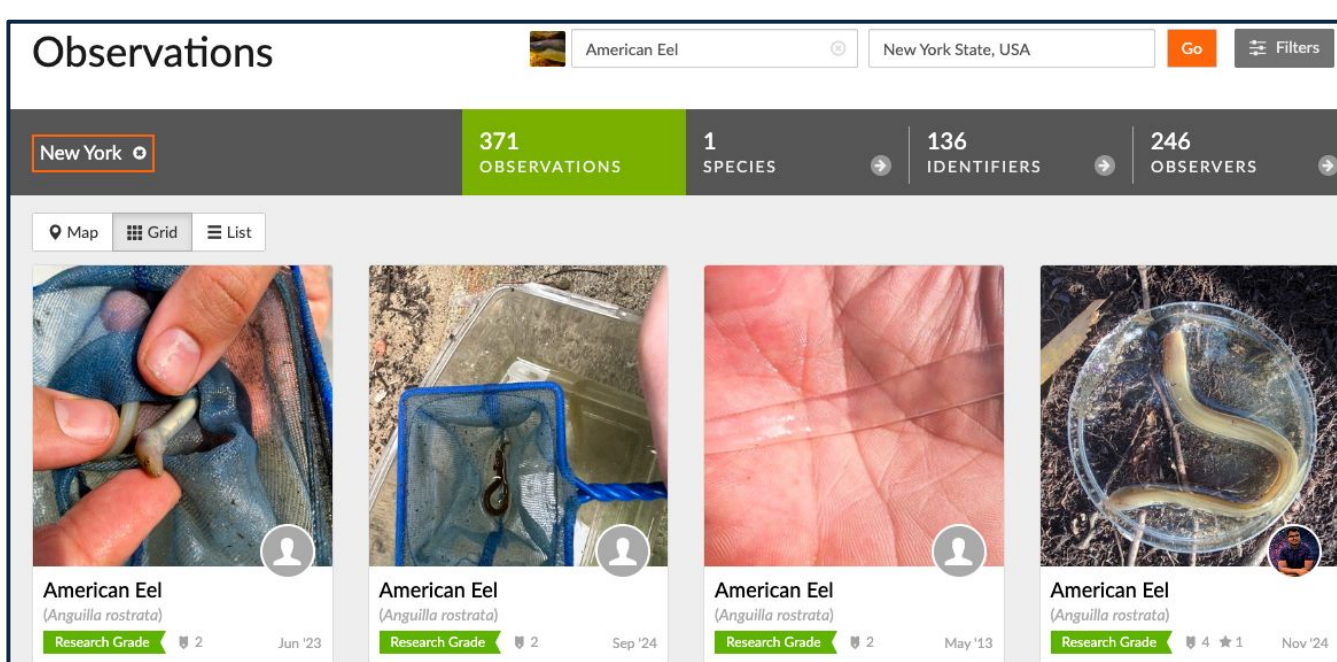 Observations
American Eel
New York State, USA
Go
Filters
New York
371
OBSERVATIONS
1
SPECIES
136
IDENTIFIERS
246
OBSERVERS
Map
Grid
List
American Eel
(Anguilla rostrata)
Research Grade 2 Jun '23
American Eel
(Anguilla rostrata)
Research Grade 2 Sep '24
American Eel
(Anguilla rostrata)
Research Grade 2 May '13
American Eel
(Anguilla rostrata)
Research Grade 4 1 Nov '24